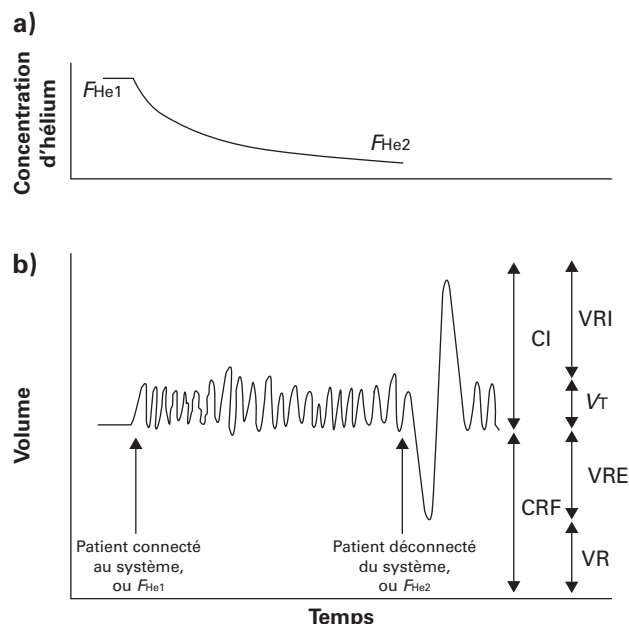 a)
Concentration
d'hélium
FHe1
FHe2
b)
Volume
CI
VRI
VT
VRE
CRF
VR
Patient connecté
au système,
ou FHe1
Patient déconnecté
du système,
ou FHe2
Temps